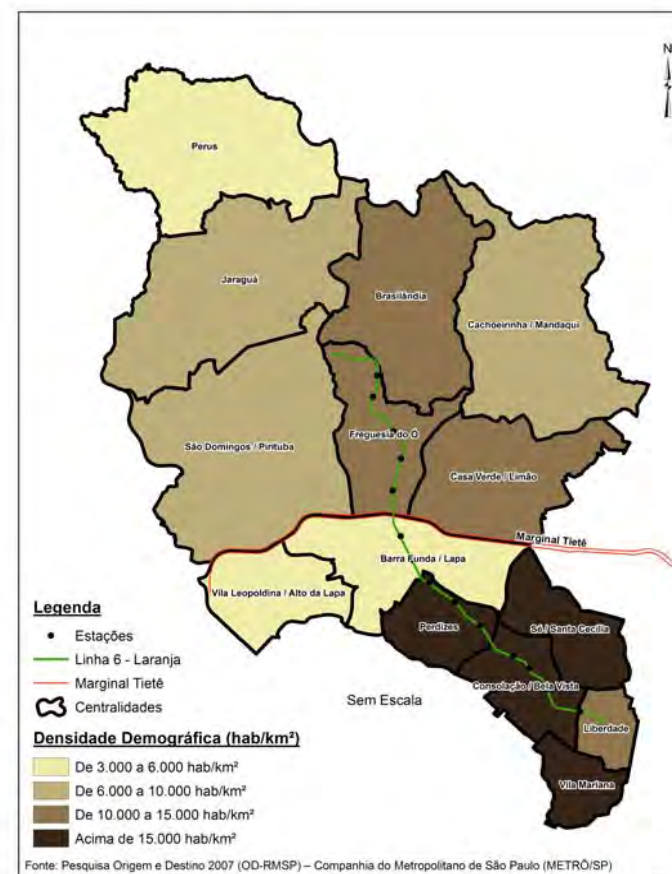 N
Perus
Jaraguá
Brasilândia
Cachoeirinha / Mandaqui
São Domingos / Pirituba
Freguesia do Ó
Casa Verde / Limão
Marginal Tietê
Barra Funda / Lapa
Vila Leopoldina / Alto da Lapa
Perdizes
Sé / Santa Cecília
Consolação / Bela Vista
Liberdade
Vila Mariana
Sem Escala
Legenda
Estações
Linha 6 - Laranja
Marginal Tietê
Centralidades
Densidade Demográfica (hab/km²)
De 3.000 a 6.000 hab/km²
De 6.000 a 10.000 hab/km²
De 10.000 a 15.000 hab/km²
Acima de 15.000 hab/km²
Fonte: Pesquisa Origem e Destino 2007 (OD-RMSP) – Companhia do Metropolitano de São Paulo (METRÔ/SP)